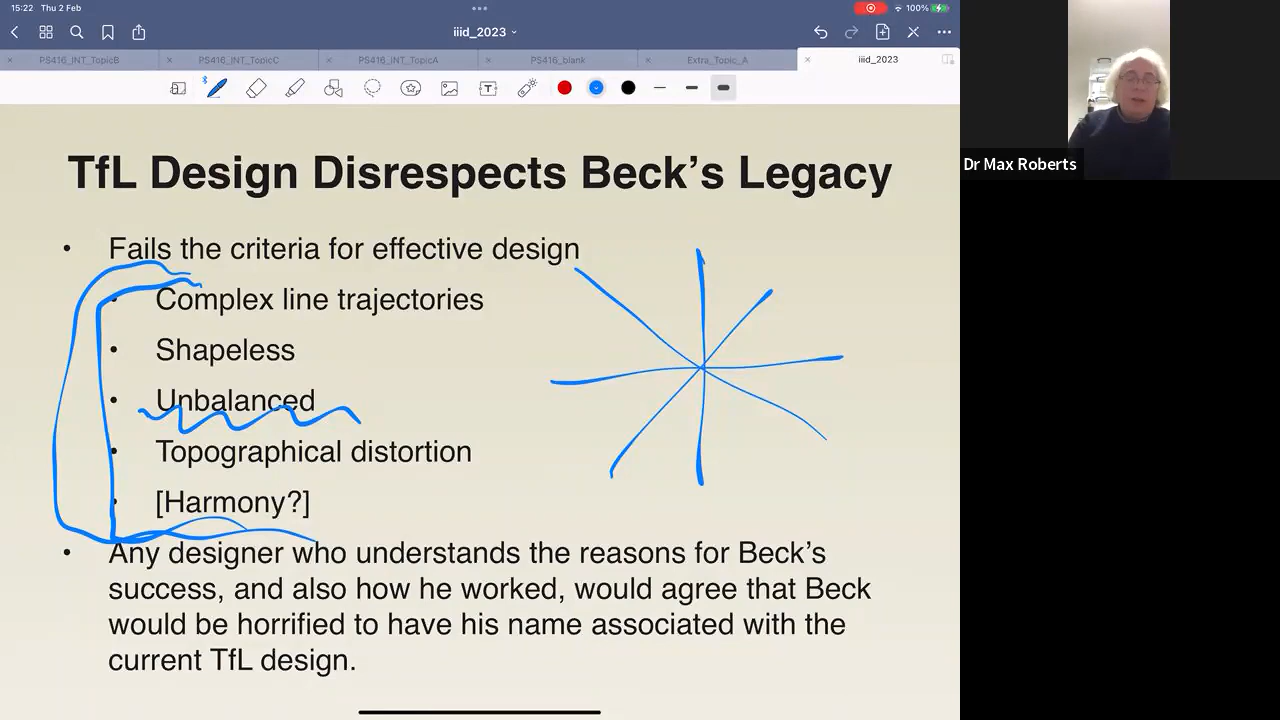 15:22 Thu 2 Feb
100%
iiid_2023
PS416_INT_TopicB
PS416_INT_TopicC
PS416_INT_TopicA
PS416_blank
Extra_Topic_A
iiid_2023
T
TfL Design Disrespects Beck’s Legacy
• Fails the criteria for effective design
• Complex line trajectories
• Shapeless
• Unbalanced
• Topographical distortion
• [Harmony?]
• Any designer who understands the reasons for Beck’s
success, and also how he worked, would agree that Beck
would be horrified to have his name associated with the
current TfL design.
Dr Max Roberts